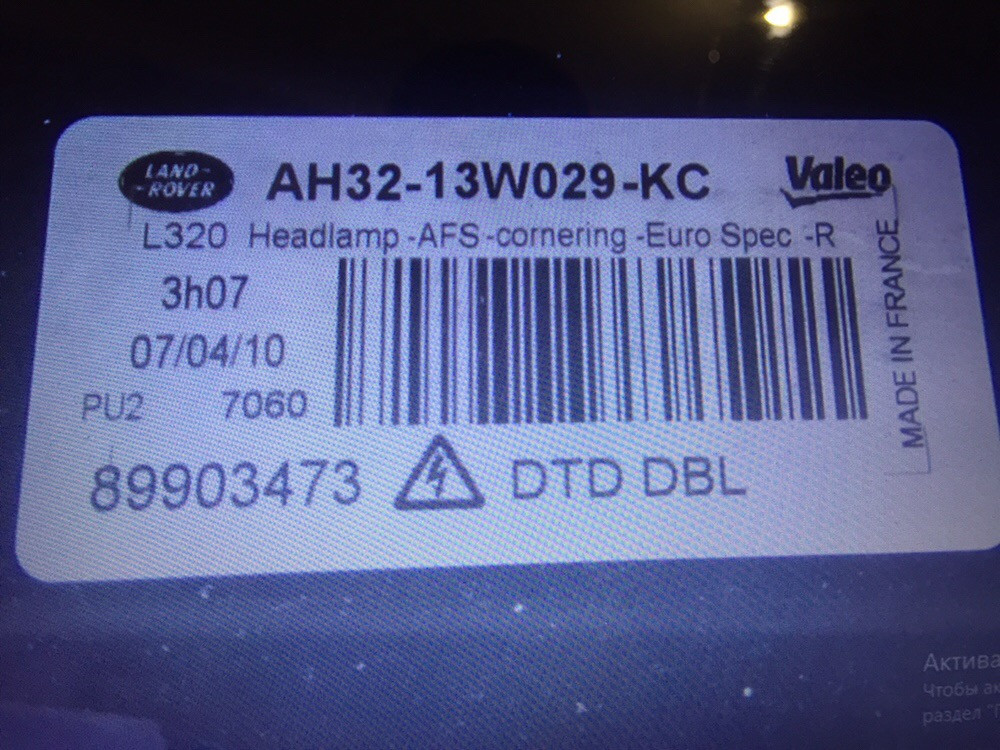 LAND-
-ROVER
AH32-13W029-KC
Valeo
L320 Headlamp -AFS -cornering -Euro Spec -R
3h07
07/04/10
PU2 7060
MADE IN FRANCE
89903473 DTD DBL
Актива
Чтобы
раздел